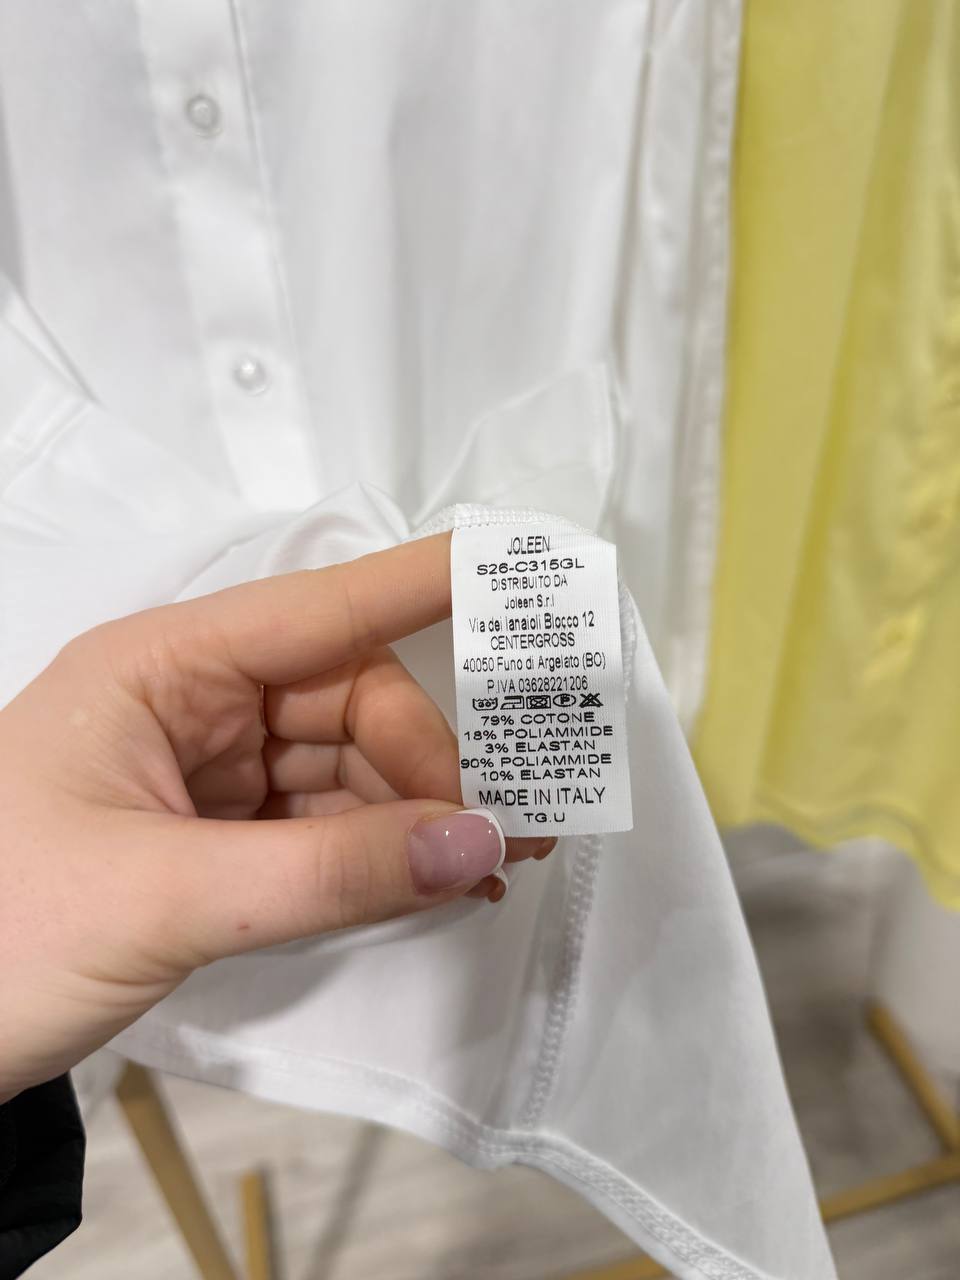 JOLEEN
S26-C315GL
DISTRIBUITO DA
Joleen S.r.l
Via dei lanaioli Blocco 12
CENTERGROSS
40050 Funo di Argelato (BO)
P.IVA 03628221206
79% COTONE
18% POLIAMMIDE
3% ELASTAN
90% POLIAMMIDE
10% ELASTAN
MADE IN ITALY
TG.U